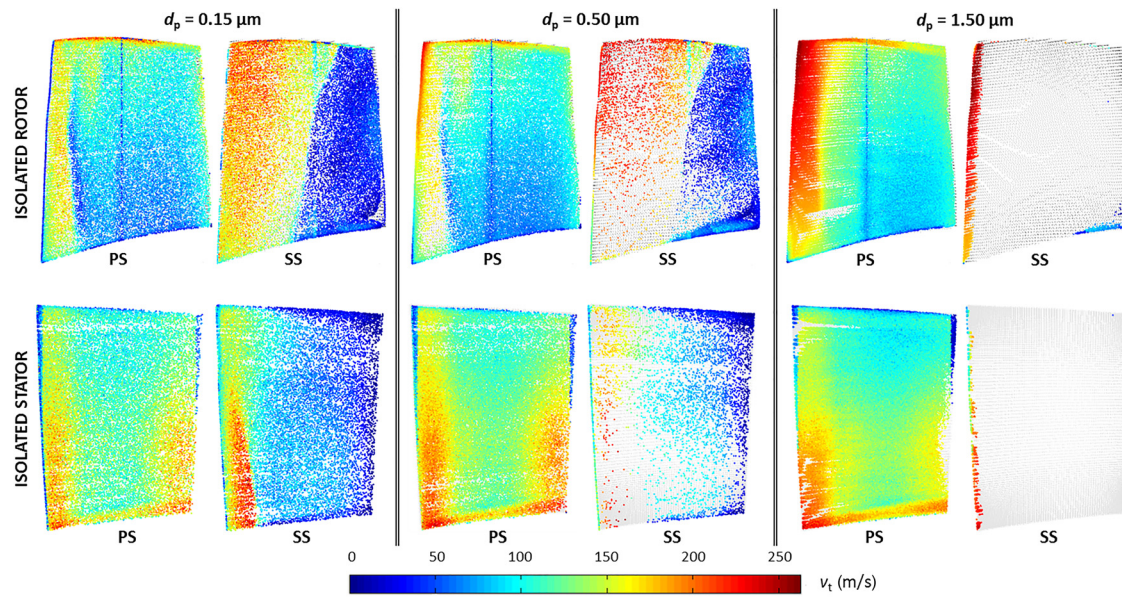 dp = 0.15 μm
dp = 0.50 μm
dp = 1.50 μm
ISOLATED ROTOR
PS
SS
PS
SS
PS
SS
ISOLATED STATOR
PS
SS
PS
SS
PS
SS
0 50 100 150 200 250 vt (m/s)